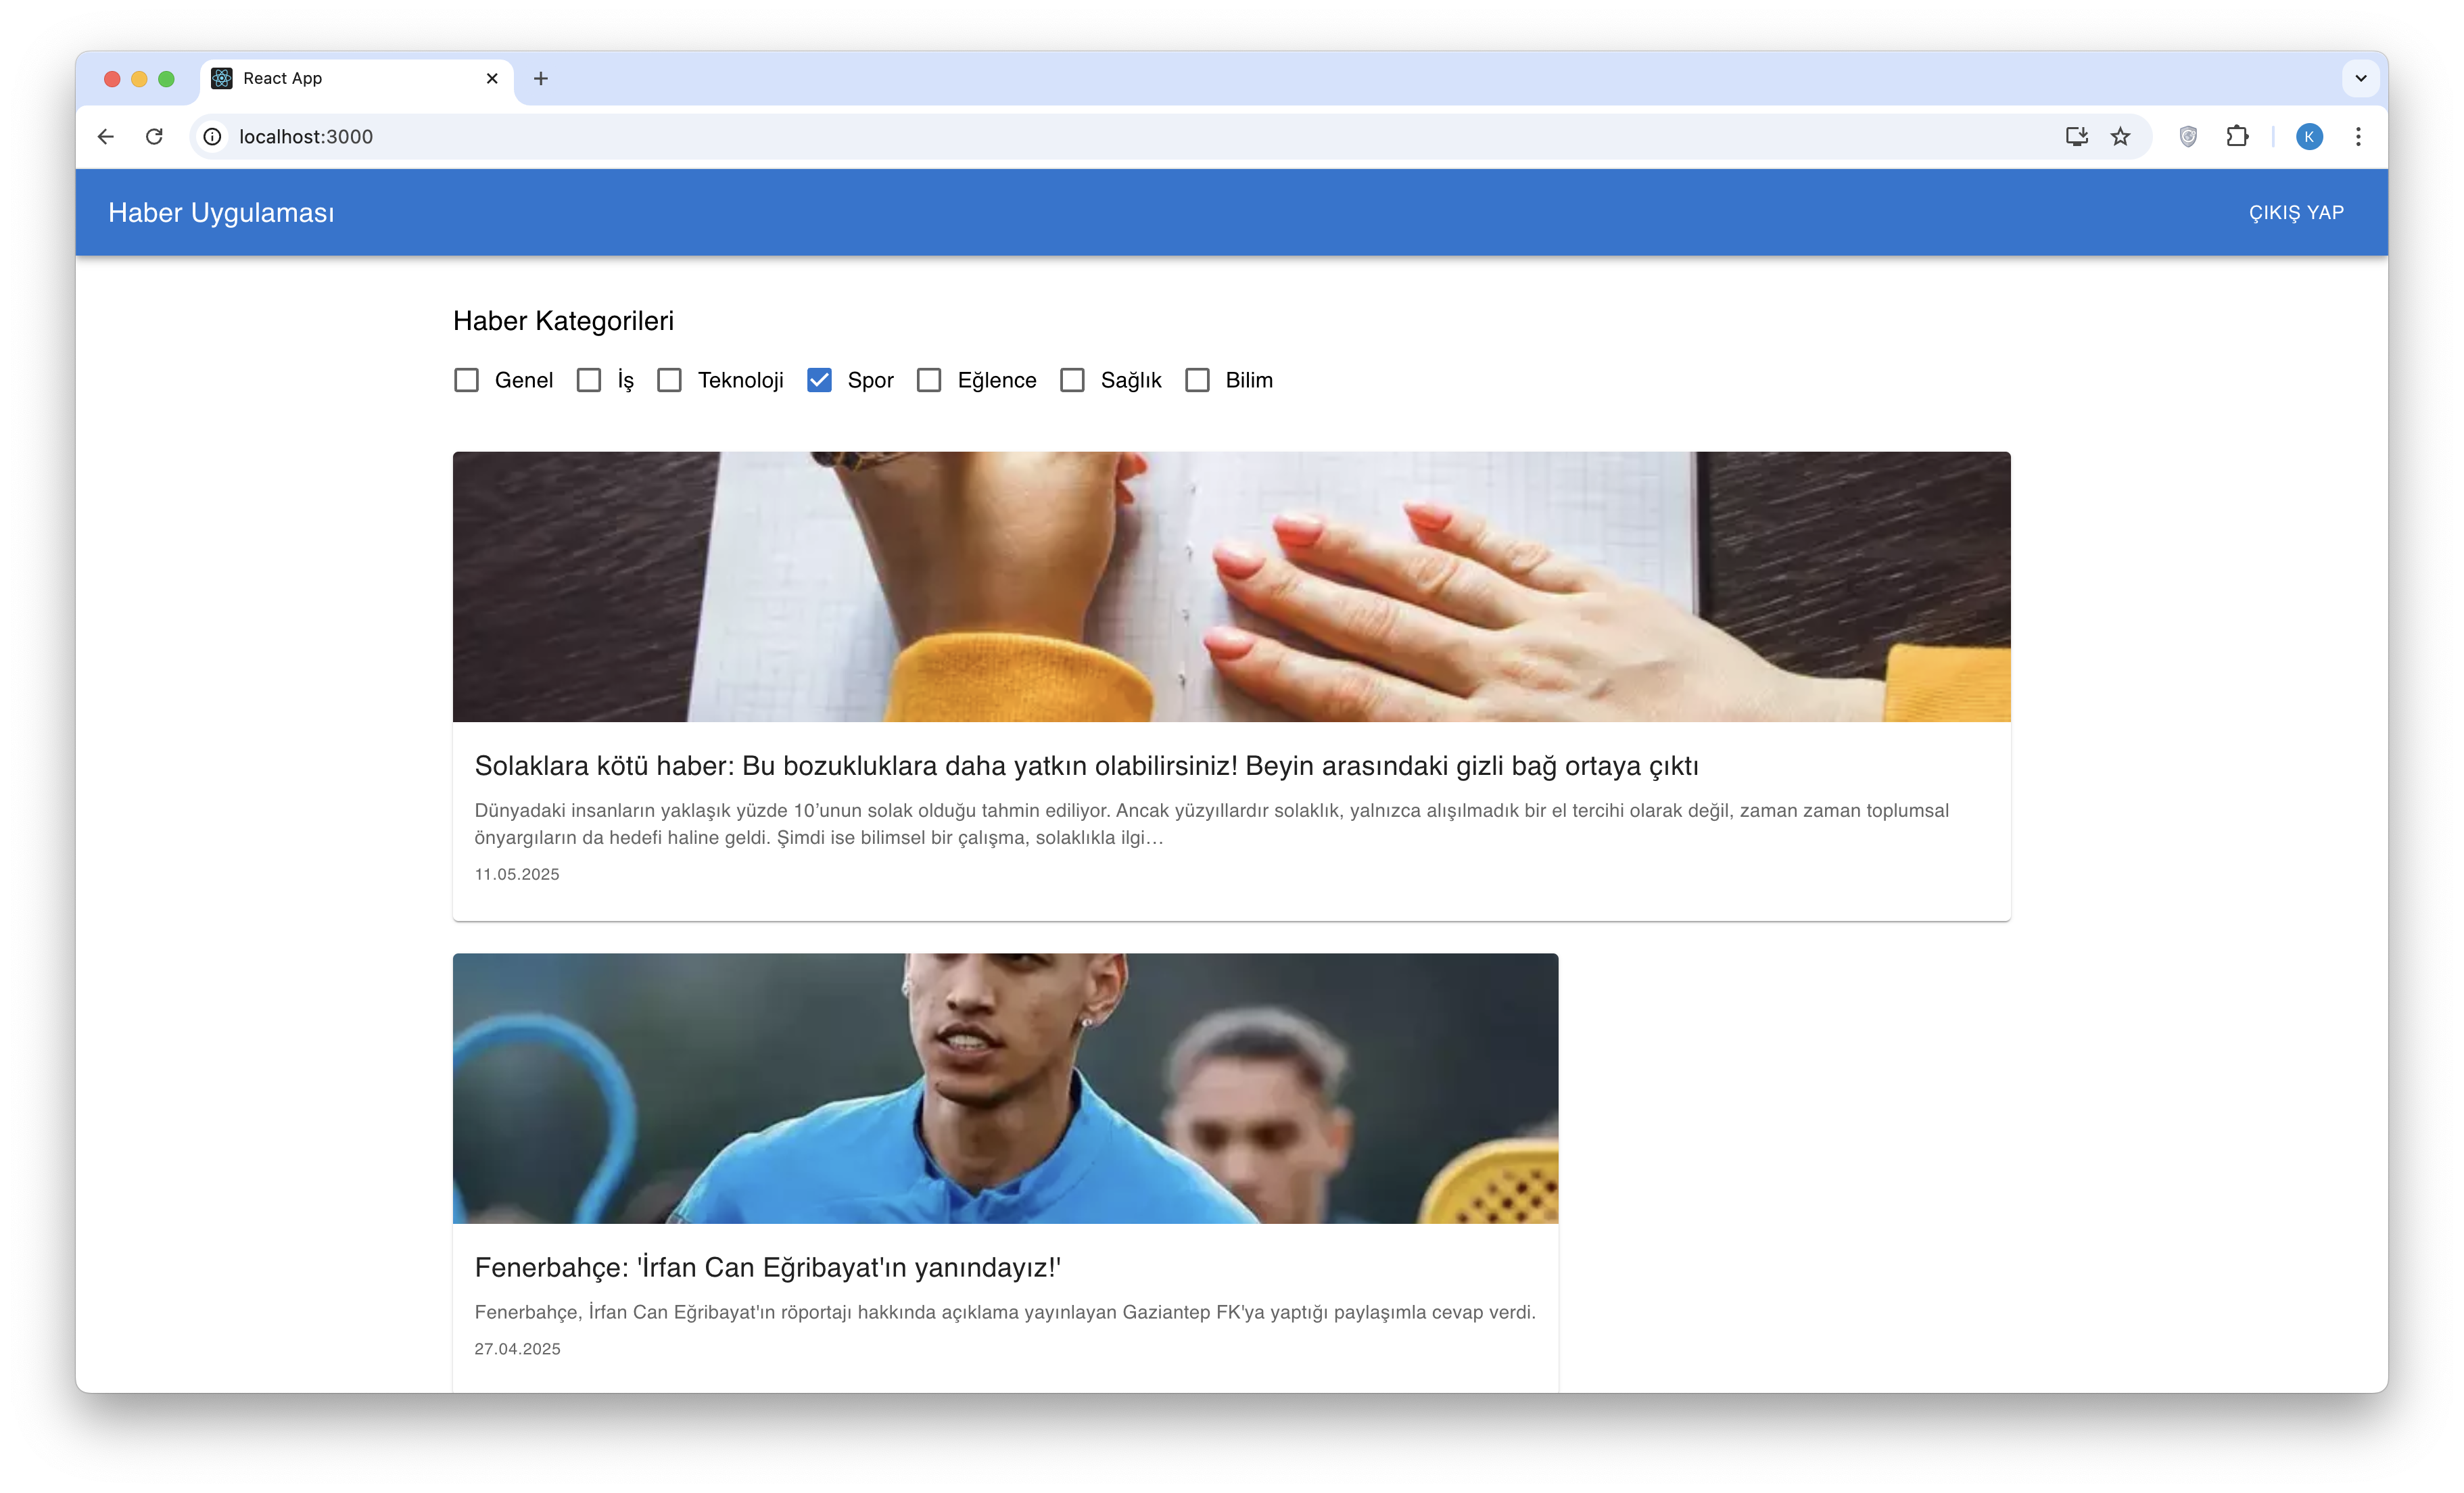 React App
localhost:3000
K
Haber Uygulaması
ÇIKIŞ YAP
Haber Kategorileri
Genel İş Teknoloji Spor Eğlence Sağlık Bilim
Solaklara kötü haber: Bu bozukluklara daha yatkın olabilirsiniz! Beyin arasındaki gizli bağ ortaya çıktı
Dünyadaki insanların yaklaşık yüzde 10’unun solak olduğu tahmin ediliyor. Ancak yüzyıllardır solaklık, yalnızca alışılmadık bir el tercihi olarak değil, zaman zaman toplumsal
önyargıların da hedefi haline geldi. Şimdi ise bilimsel bir çalışma, solaklıkla ilgi…
11.05.2025
Fenerbahçe: 'İrfan Can Eğribayat'ın yanındayız!'
Fenerbahçe, İrfan Can Eğribayat'ın röportajı hakkında açıklama yayınlayan Gaziantep FK'ya yaptığı paylaşımla cevap verdi.
27.04.2025